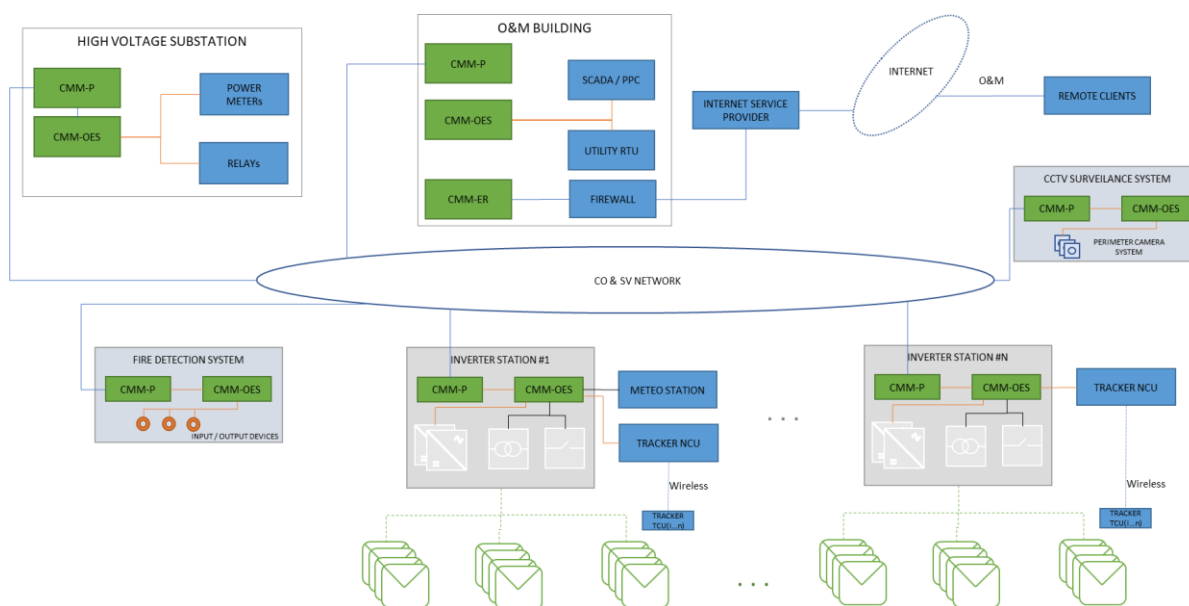 HIGH VOLTAGE SUBSTATION
CMM-P
CMM-OES
POWER
METERs
RELAYs
O&M BUILDING
CMM-P
CMM-OES
CMM-ER
SCADA / PPC
UTILITY RTU
FIREWALL
INTERNET SERVICE
PROVIDER
INTERNET
O&M
REMOTE CLIENTS
CCTV SURVEILANCE SYSTEM
CMM-P
CMM-OES
PERIMETER CAMERA
SYSTEM
CO & SV NETWORK
FIRE DETECTION SYSTEM
CMM-P
CMM-OES
INPUT / OUTPUT DEVICES
INVERTER STATION #1
CMM-P
CMM-OES
METEO STATION
TRACKER NCU
Wireless
TRACKER
TCU(i...n)
. . .
INVERTER STATION #N
CMM-P
CMM-OES
TRACKER NCU
Wireless
TRACKER
TCU(i...n)
. . .